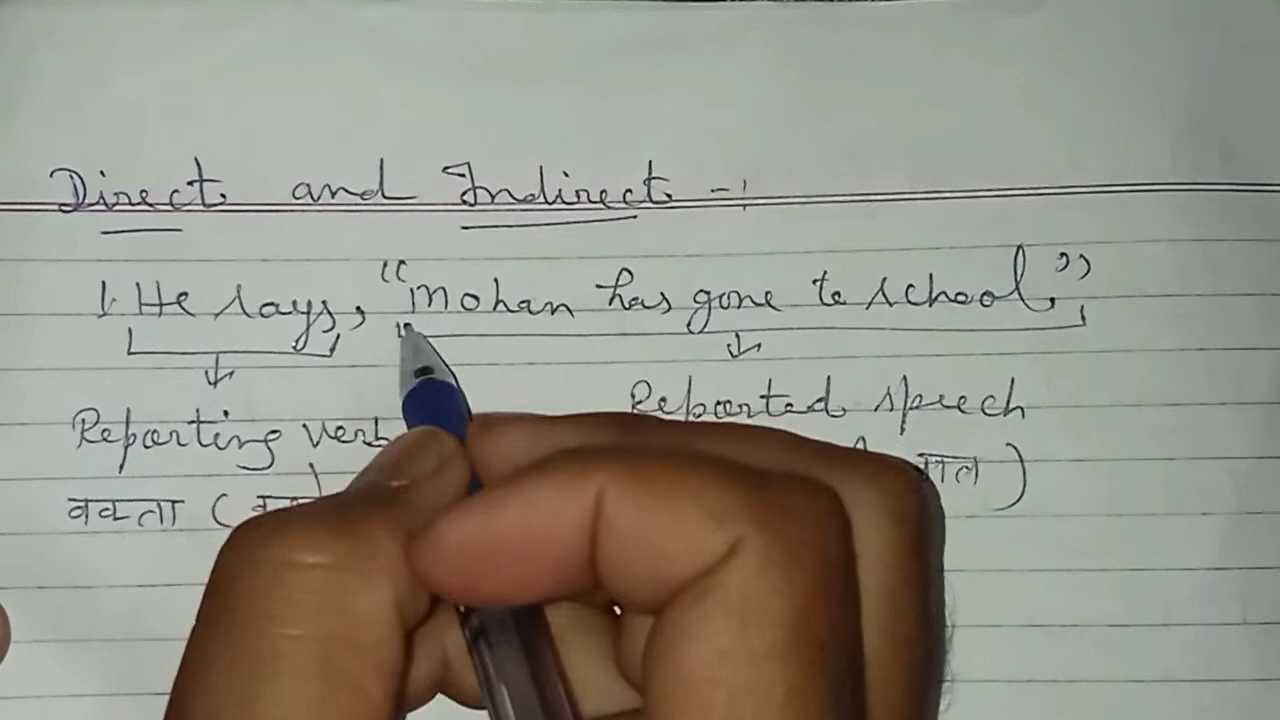 Direct and Indirect -:
1. He says, "Mohan has gone to school."
Reporting verb Reported speech
वक्ता ( बात )